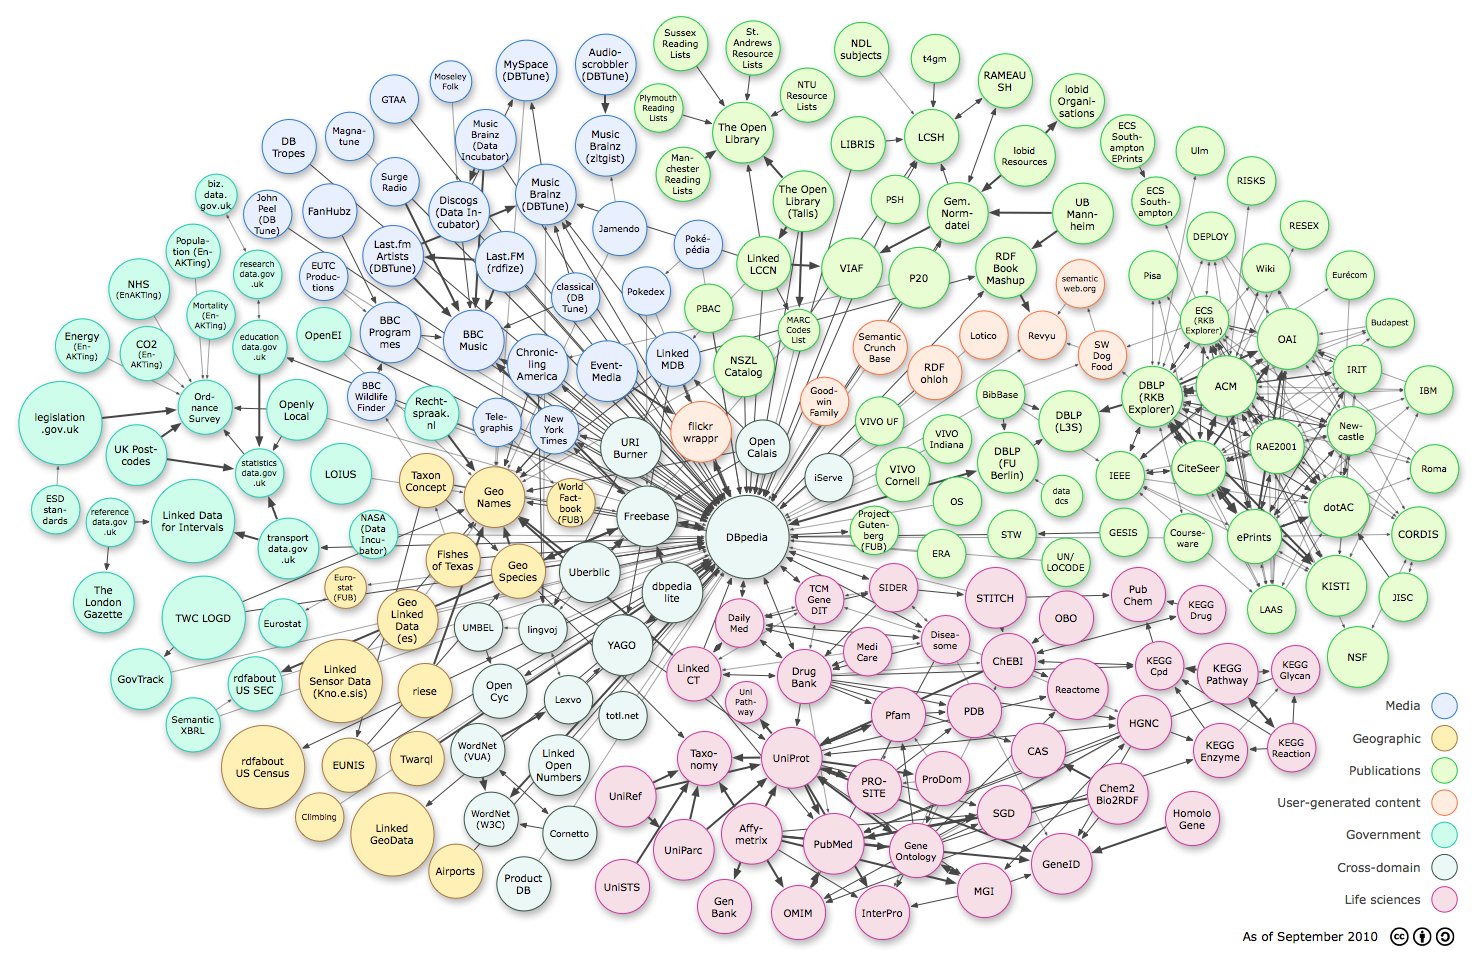 Sussex
Reading
Lists
St.
Andrews
Resource
Lists
NDL
subjects
t4gm
RAMEAU
SH
lobid
Organi-
sations
MySpace
(DBTune)
Audio-
scrobbler
(DBTune)
Moseley
Folk
GTAA
Plymouth
Reading
Lists
NTU
Resource
Lists
The Open
Library
LIBRIS
LCSH
lobid
Resources
ECS
South-
ampton
EPrints
Ulm
DB
Tropes
Magna-
tune
Music
Brainz
(Data
Incubator)
Music
Brainz
(zitgist)
Man-
chester
Reading
Lists
The Open
Library
(Talis)
PSH
Gem.
Norm-
datei
UB
Mann-
heim
ECS
South-
ampton
RISKS
biz.
data.
gov.uk
John
Peel
(DB
Tune)
FanHubz
Surge
Radio
Discogs
(Data In-
cubator)
Music
Brainz
(DBTune)
Jamendo
Poké-
pédia
DEPLOY
RESEX
Popula-
tion (En-
AKTing)
research
data.gov
.uk
EUTC
Produc-
tions
Last.fm
Artists
(DBTune)
Last.FM
(rdfize)
classical
(DB
Tune)
Pokedex
Linked
LCCN
VIAF
P20
RDF
Book
Mashup
semantic
web.org
Pisa
Wiki
Eurécom
NHS
(EnAKTing)
Mortality
(En-
AKTing)
PBAC
MARC
Codes
List
Energy
(En-
AKTing)
CO2
(En-
AKTing)
education
data.gov
.uk
OpenEI
BBC
Program
mes
BBC
Music
Chronic-
ling
America
Event-
Media
Linked
MDB
NSZL
Catalog
Semantic
Crunch
Base
Lotico
Revyu
SW
Dog
Food
ECS
(RKB
Explorer)
OAI
Budapest
RDF
ohloh
Good-
win
Family
BibBase
DBLP
(RKB
Explorer)
ACM
IRIT
IBM
legislation
.gov.uk
Ord-
nance
Survey
Openly
Local
BBC
Wildlife
Finder
Recht-
spraak.
nl
Tele-
graphis
New
York
Times
URI
Burner
flickr
wrappr
Open
Calais
VIVO UF
VIVO
Indiana
DBLP
(L3S)
RAE2001
New-
castle
UK Post-
codes
statistics
data.gov
.uk
LOIUS
Taxon
Concept
Geo
Names
World
Fact-
book
(FUB)
Freebase
iServe
VIVO
Cornell
DBLP
(FU
Berlin)
IEEE
CiteSeer
Roma
ESD
stan-
dards
reference
data.gov
.uk
Linked Data
for Intervals
transport
data.gov
.uk
NASA
(Data
Incu-
bator)
DBpedia
Project
Guten-
berg
(FUB)
OS
data
dcs
dotAC
Fishes
of Texas
Geo
Species
Uberblic
dbpedia
lite
ERA
STW
UN/
LOCODE
GESIS
Course-
ware
ePrints
CORDIS
The
London
Gazette
TWC LOGD
Eurostat
Euro-
stat
(FUB)
Geo
Linked
Data
(es)
UMBEL
lingvoj
YAGO
Daily
Med
TCM
Gene
DIT
SIDER
STITCH
Pub
Chem
KEGG
Drug
LAAS
KISTI
JISC
GovTrack
rdfabout
US SEC
Linked
Sensor Data
(Kno.e.sis)
riese
Open
Cyc
Lexvo
totl.net
Linked
CT
Uni
Path-
way
Drug
Bank
Medi
Care
Disea-
some
OBO
ChEBI
KEGG
Cpd
KEGG
Pathway
KEGG
Glycan
NSF
Semantic
XBRL
Pfam
PDB
Reactome
HGNC
rdfabout
US Census
EUNIS
Twarql
WordNet
(VUA)
Linked
Open
Numbers
Taxo-
nomy
UniProt
PRO-
SITE
ProDom
CAS
KEGG
Enzyme
KEGG
Reaction
Climbing
Linked
GeoData
WordNet
(W3C)
Cornetto
UniRef
UniParc
Affy-
metrix
PubMed
Gene
Ontology
SGD
Chem2
Bio2RDF
Homolo
Gene
Airports
Product
DB
UniSTS
Gen
Bank
OMIM
InterPro
MGI
GeneID
Media
Geographic
Publications
User-generated content
Government
Cross-domain
Life sciences
As of September 2010
cc